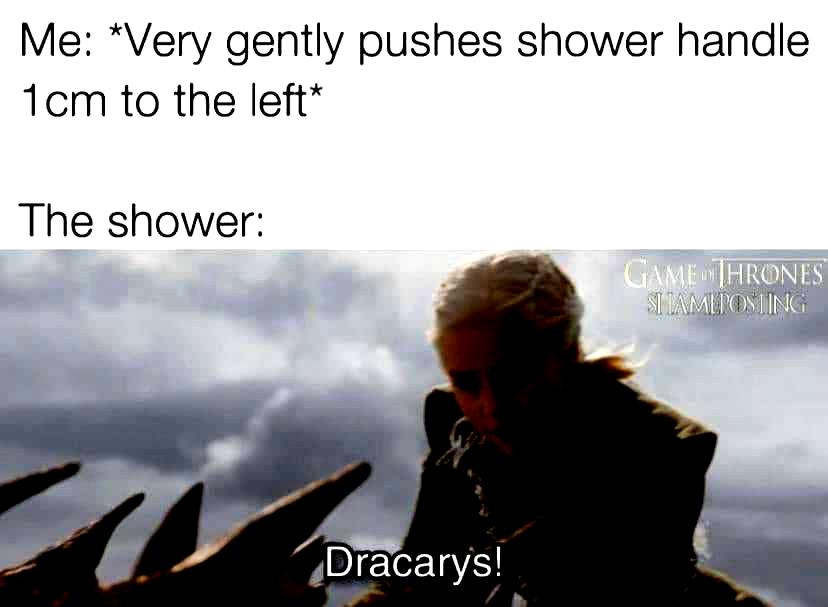 Me: *Very gently pushes shower handle
1cm to the left*
The shower:
GAME OF THRONES
SHAMEPOSTING
Dracarys!